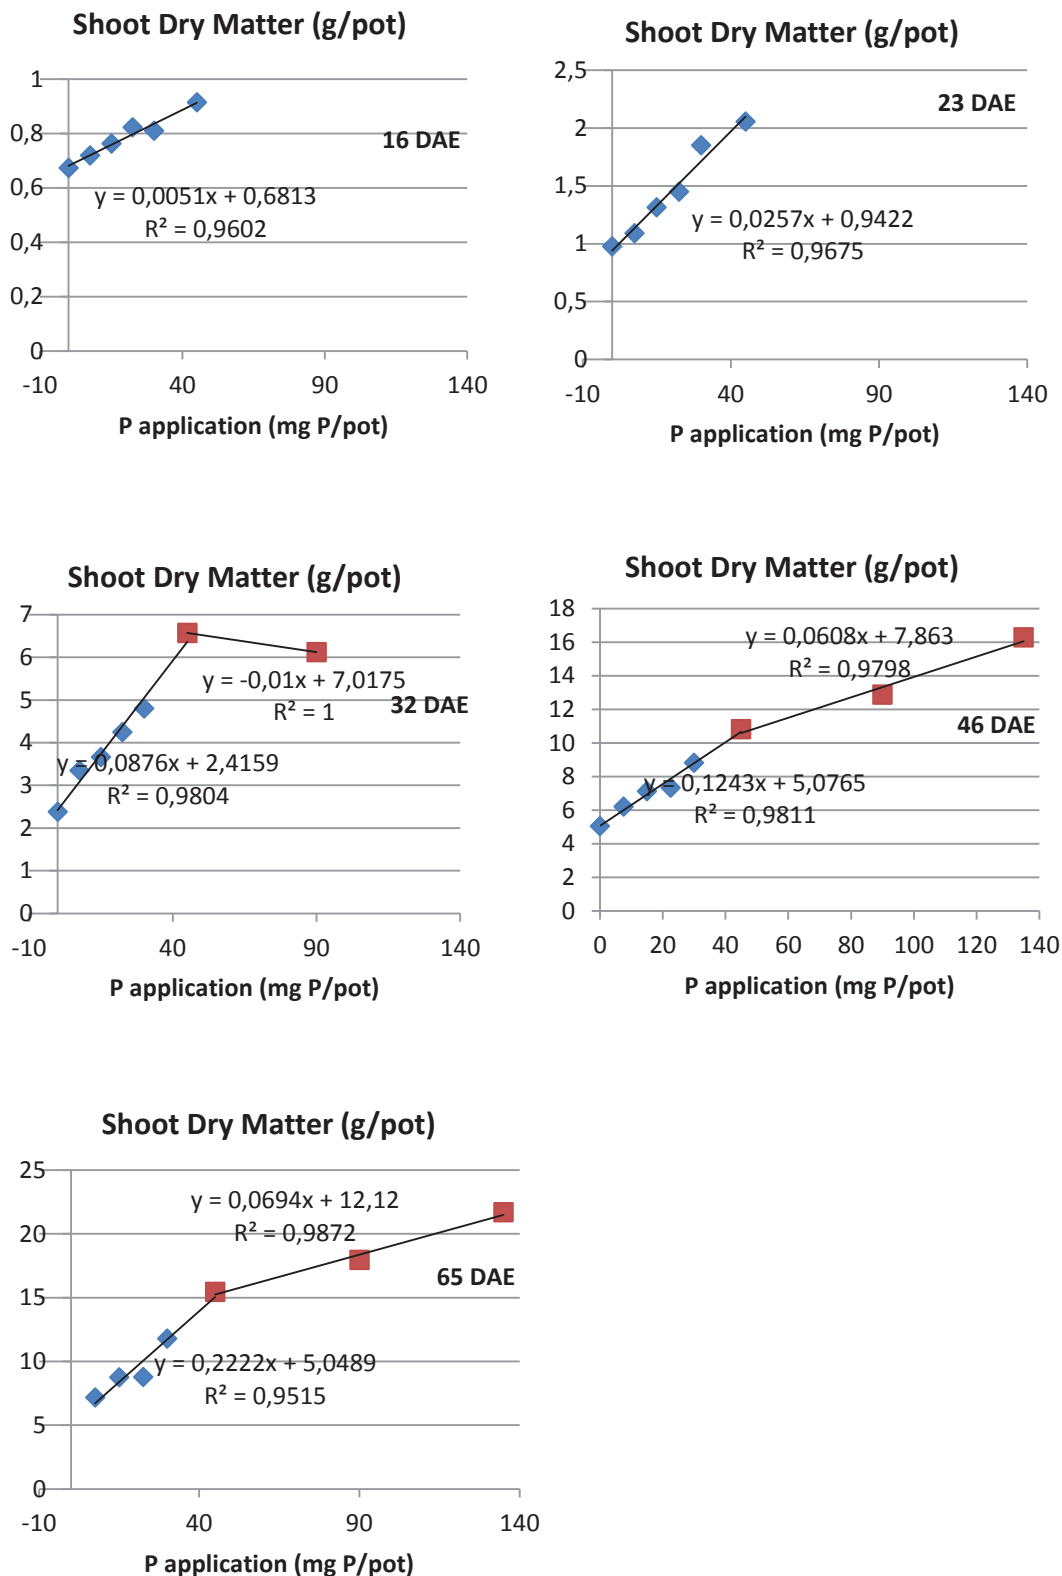 Shoot Dry Matter (g/pot)
1
0,8
0,6
0,4
0,2
0
-10 40 90 140
16 DAE
y = 0,0051x + 0,6813
R² = 0,9602
P application (mg P/pot)
Shoot Dry Matter (g/pot)
2,5
2
1,5
1
0,5
0
-10 40 90 140
23 DAE
y = 0,0257x + 0,9422
R² = 0,9675
P application (mg P/pot)
Shoot Dry Matter (g/pot)
7
6
5
4
3
2
1
0
-10 40 90 140
y = -0,01x + 7,0175
R² = 1
32 DAE
y = 0,0876x + 2,4159
R² = 0,9804
P application (mg P/pot)
Shoot Dry Matter (g/pot)
18
16
14
12
10
8
6
4
2
0
0 20 40 60 80 100 120 140
y = 0,0608x + 7,863
R² = 0,9798
46 DAE
y = 0,1243x + 5,0765
R² = 0,9811
P application (mg P/pot)
Shoot Dry Matter (g/pot)
25
20
15
10
5
0
-10 40 90 140
y = 0,0694x + 12,12
R² = 0,9872
65 DAE
y = 0,2222x + 5,0489
R² = 0,9515
P application (mg P/pot)